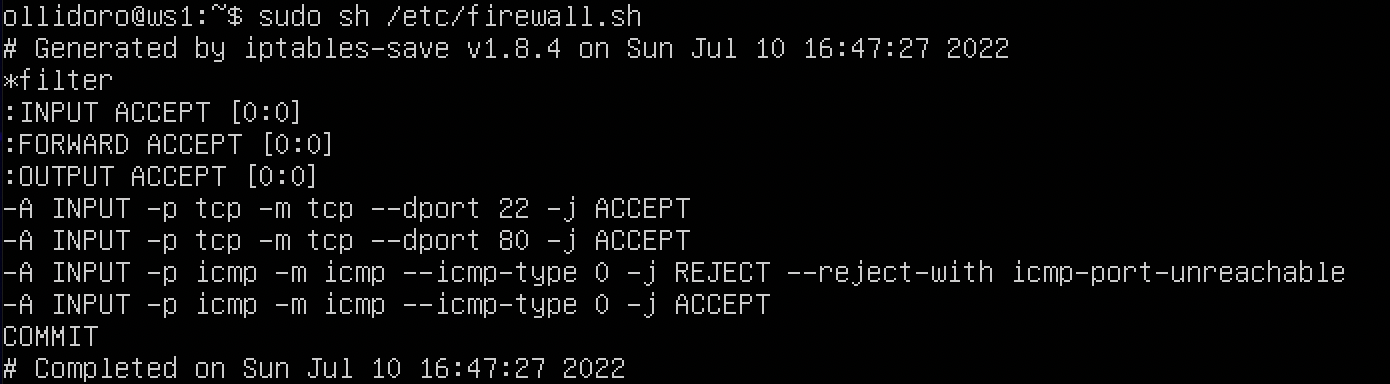 ollidoro@ws1:~$ sudo sh /etc/firewall.sh
# Generated by iptables-save v1.8.4 on Sun Jul 10 16:47:27 2022
*filter
:INPUT ACCEPT [0:0]
:FORWARD ACCEPT [0:0]
:OUTPUT ACCEPT [0:0]
-A INPUT -p tcp -m tcp --dport 22 -j ACCEPT
-A INPUT -p tcp -m tcp --dport 80 -j ACCEPT
-A INPUT -p icmp -m icmp --icmp-type 0 -j REJECT --reject-with icmp-port-unreachable
-A INPUT -p icmp -m icmp --icmp-type 0 -j ACCEPT
COMMIT
# Completed on Sun Jul 10 16:47:27 2022